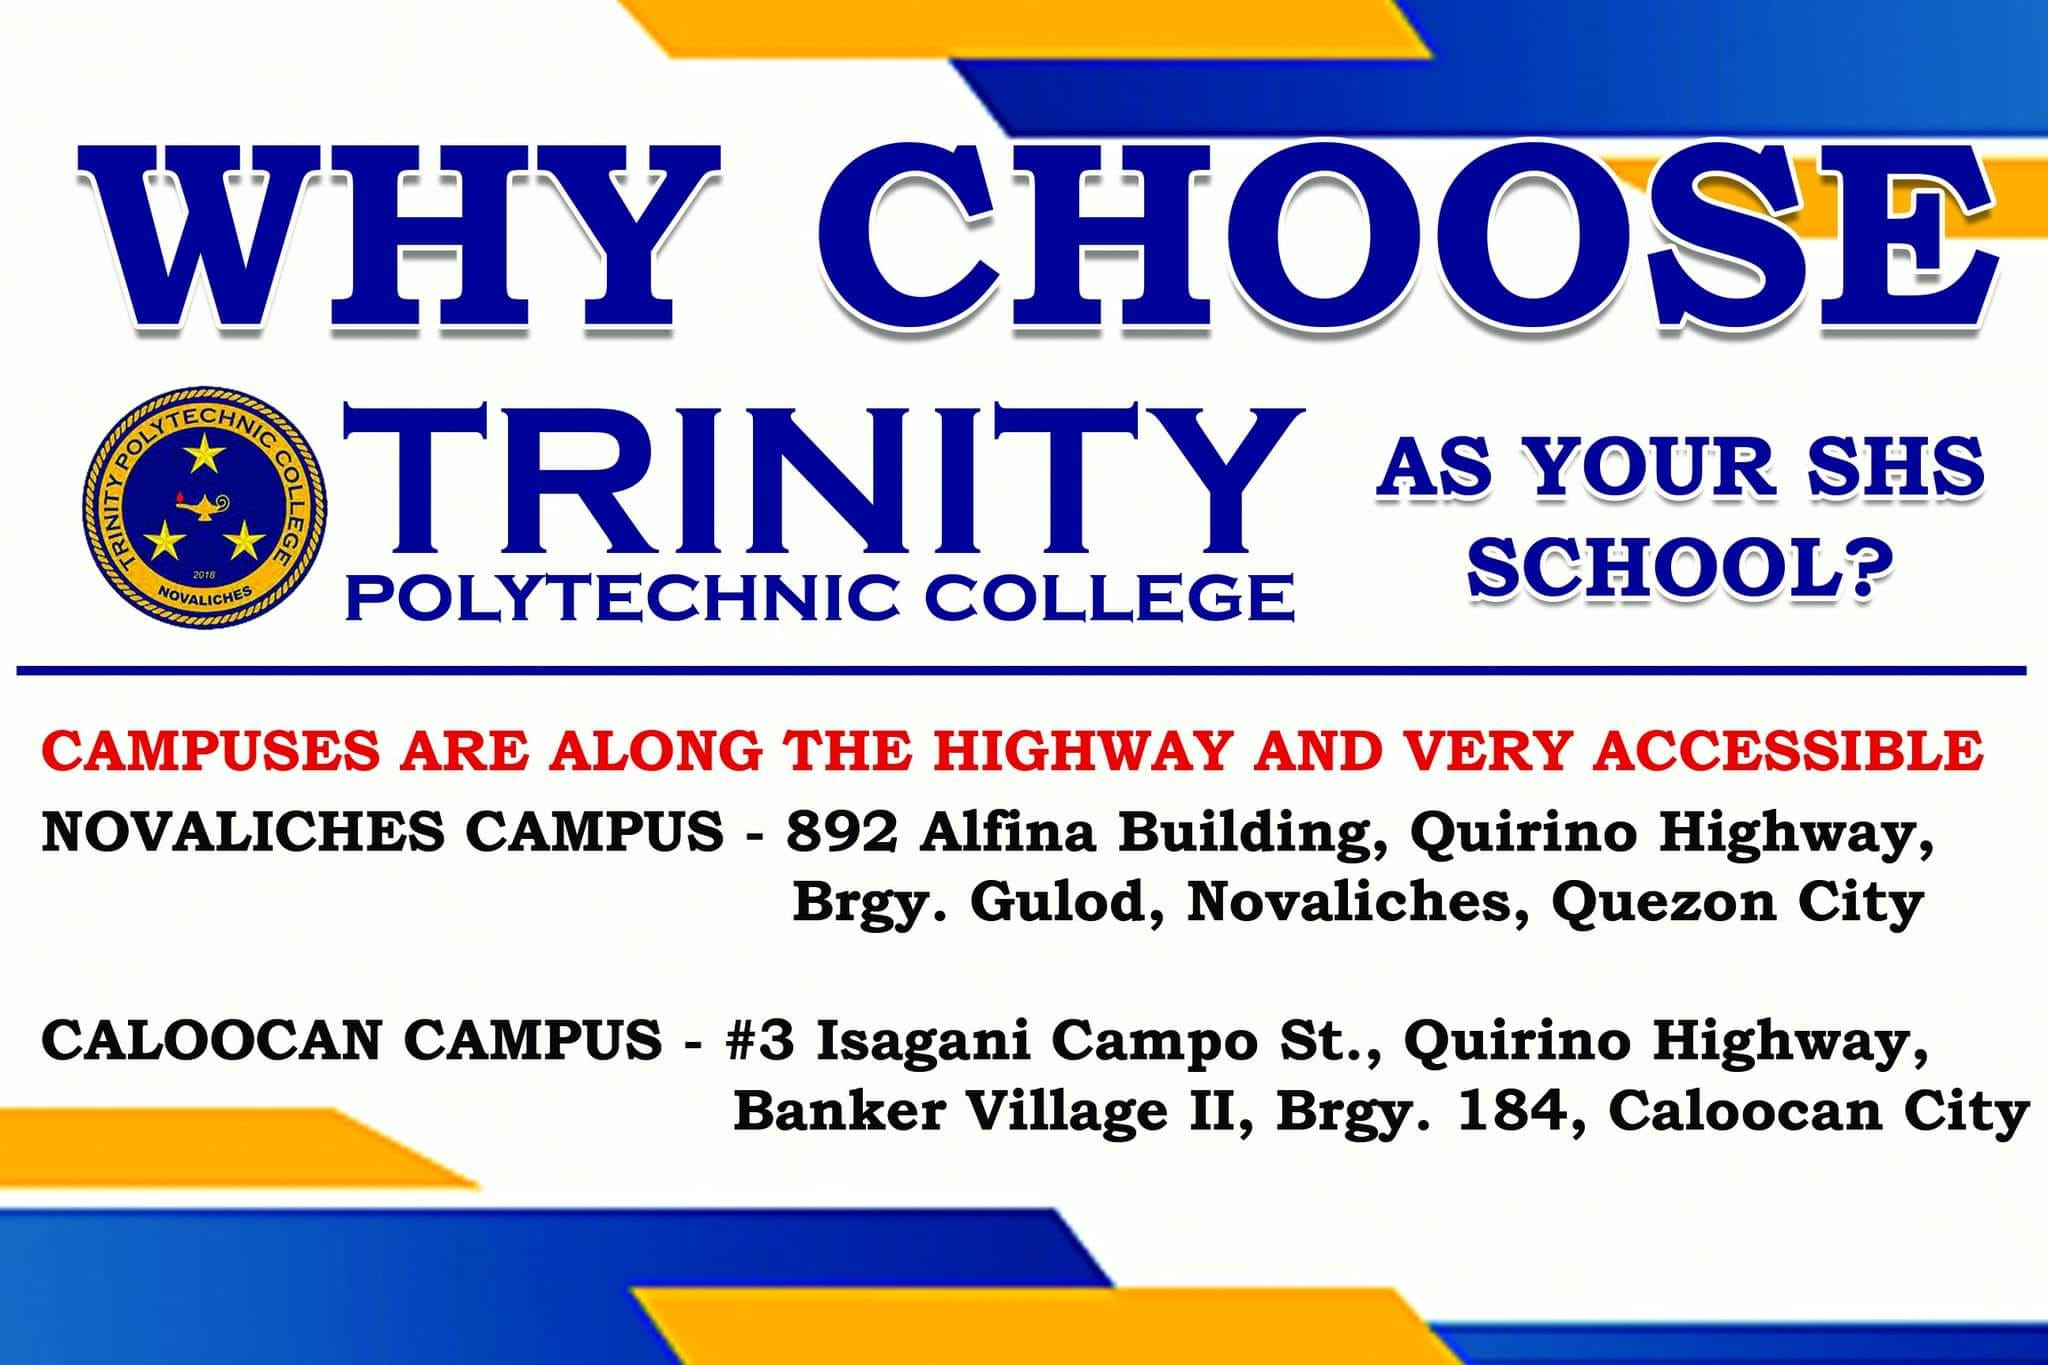 WHY CHOOSE
TRINITY POLYTECHNIC COLLEGE
2018
NOVALICHES
TRINITY
POLYTECHNIC COLLEGE
AS YOUR SHS
SCHOOL?
CAMPUSES ARE ALONG THE HIGHWAY AND VERY ACCESSIBLE
NOVALICHES CAMPUS - 892 Alfina Building, Quirino Highway,
Brgy. Gulod, Novaliches, Quezon City
CALOOCAN CAMPUS - #3 Isagani Campo St., Quirino Highway,
Banker Village II, Brgy. 184, Caloocan City